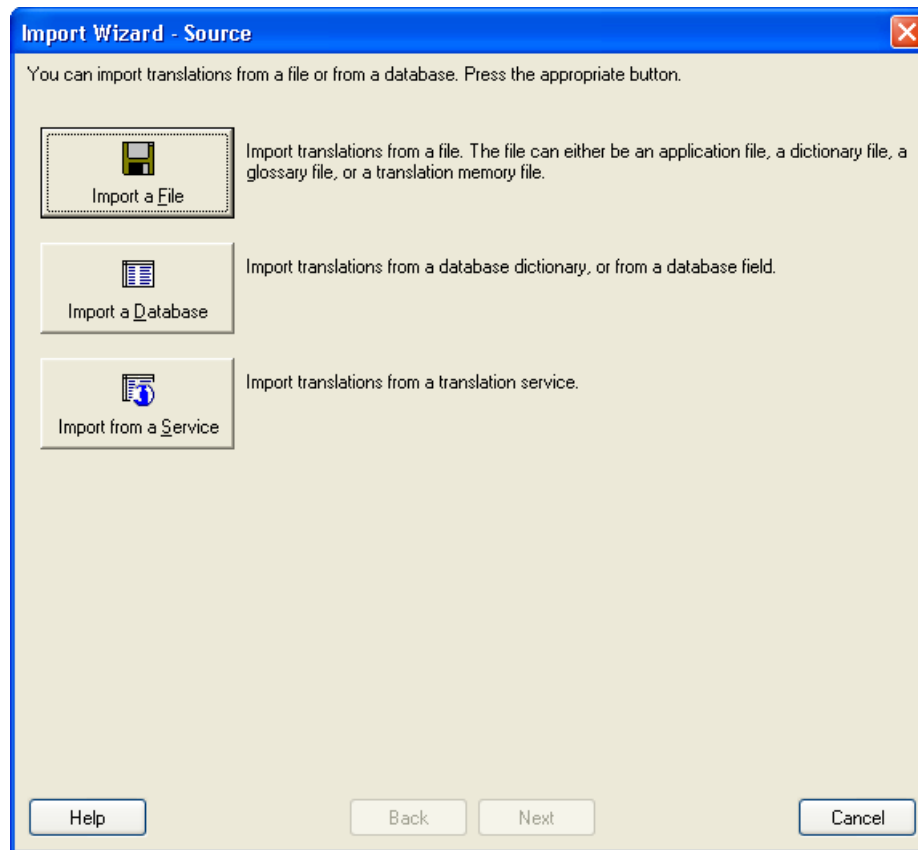 Import Wizard - Source
You can import translations from a file or from a database. Press the appropriate button.
Import a File
Import translations from a file. The file can either be an application file, a dictionary file, a
glossary file, or a translation memory file.
Import a Database
Import translations from a database dictionary, or from a database field.
Import from a Service
Import translations from a translation service.
Help
Back
Next
Cancel